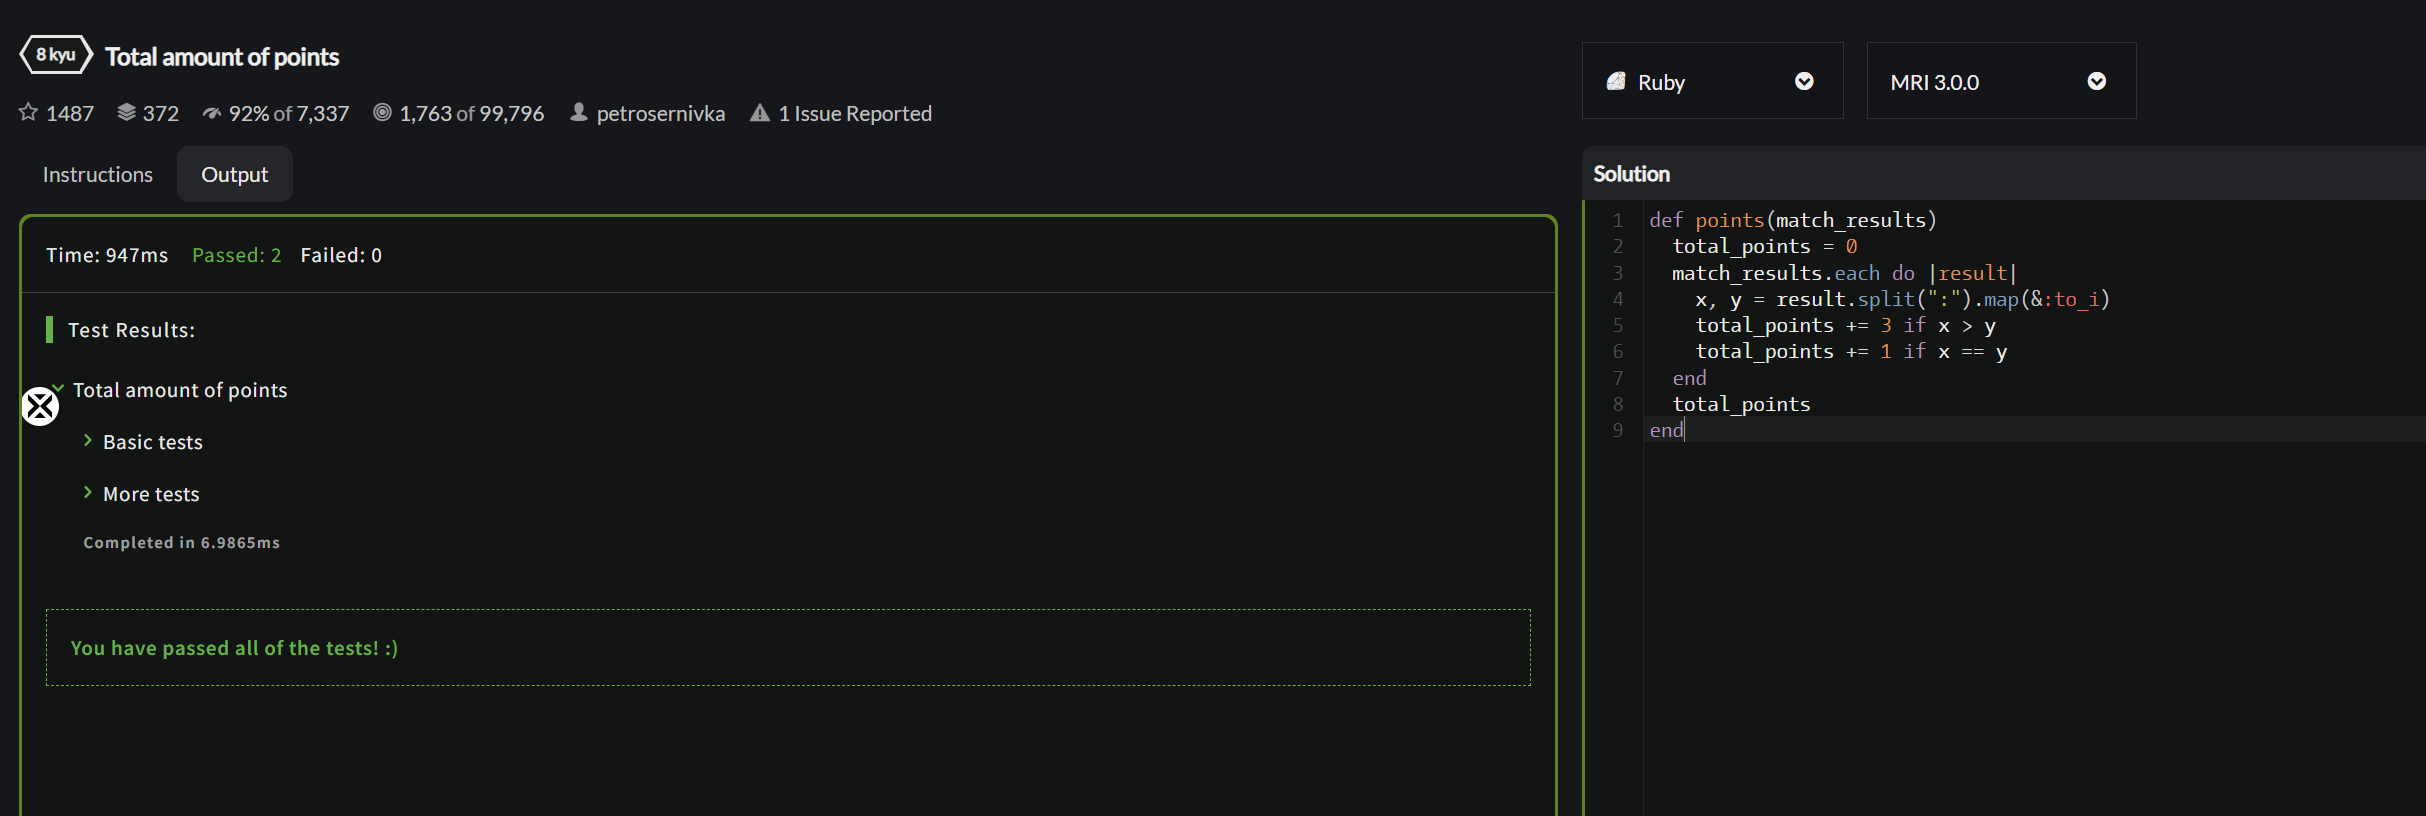 8 kyu Total amount of points
1487 372 92% of 7,337 1,763 of 99,796 petrosernivka 1 Issue Reported
Instructions Output
Time: 947ms Passed: 2 Failed: 0
Test Results:
Total amount of points
Basic tests
More tests
Completed in 6.9865ms
You have passed all of the tests! :)
Ruby MRI 3.0.0
Solution
1 def points(match_results)
2   total_points = 0
3   match_results.each do |result|
4     x, y = result.split(":").map(&:to_i)
5     total_points += 3 if x > y
6     total_points += 1 if x == y
7   end
8   total_points
9 end